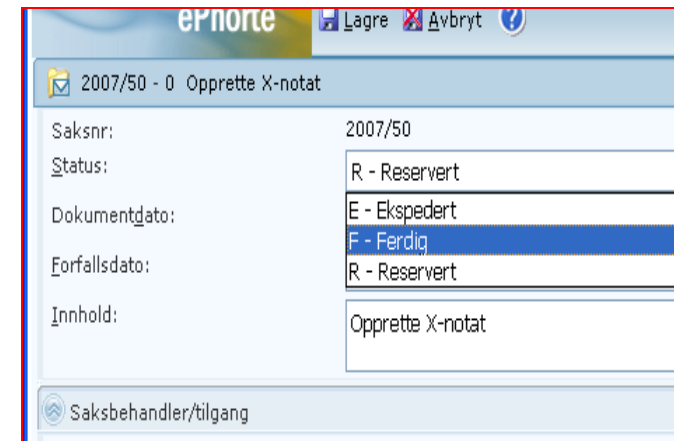 ePhorte Lagre Avbryt ?
2007/50 - 0 Opprette X-notat
Saksnr: 2007/50
Status: R - Reservert
E - Ekspedert
Dokumentdato:
F - Ferdig
Forfallsdato: R - Reservert
Innhold: Opprette X-notat
Saksbehandler/tilgang